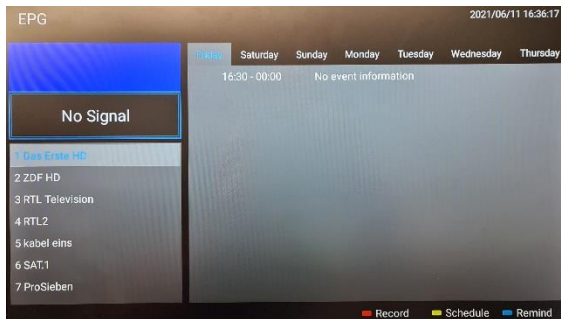 EPG
2021/06/11 16:36:17
Friday Saturday Sunday Monday Tuesday Wednesday Thursday
16:30 - 00:00 No event information
No Signal
1 Das Erste HD
2 ZDF HD
3 RTL Television
4 RTL2
5 kabel eins
6 SAT.1
7 ProSieben
Record Schedule Remind